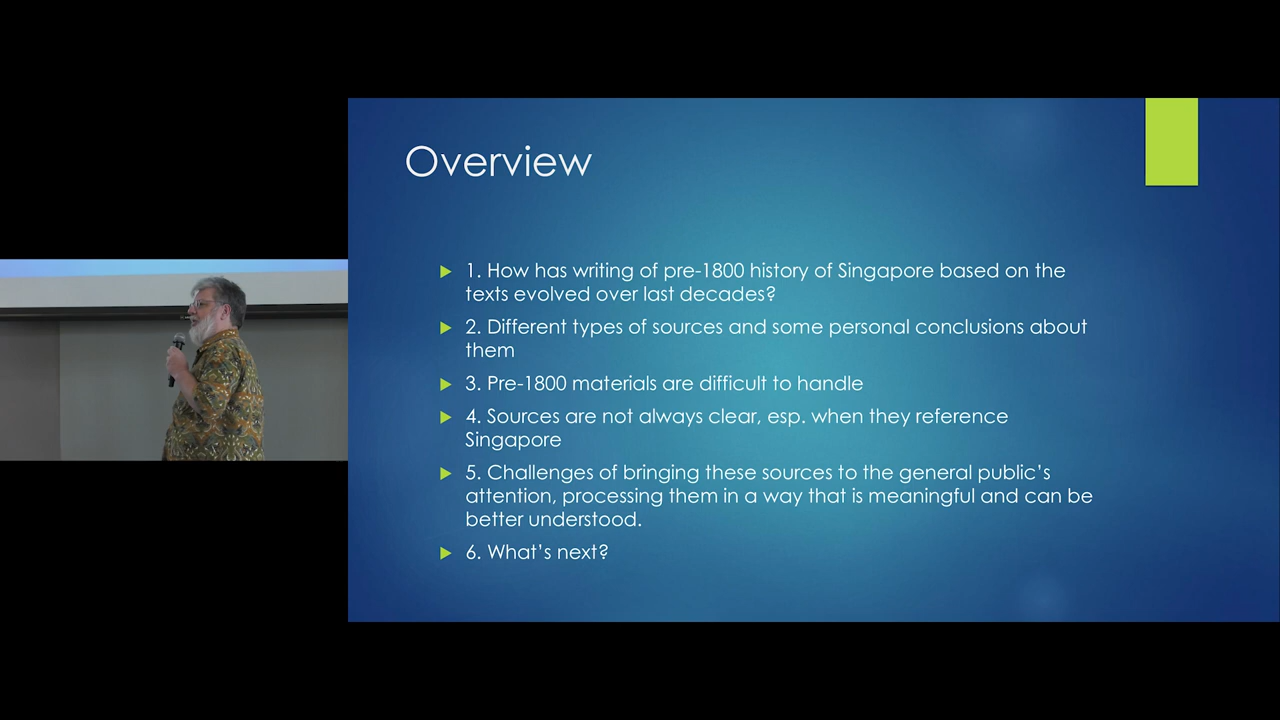 Overview
1. How has writing of pre-1800 history of Singapore based on the
texts evolved over last decades?
2. Different types of sources and some personal conclusions about
them
3. Pre-1800 materials are difficult to handle
4. Sources are not always clear, esp. when they reference
Singapore
5. Challenges of bringing these sources to the general public's
attention, processing them in a way that is meaningful and can be
better understood.
6. What's next?